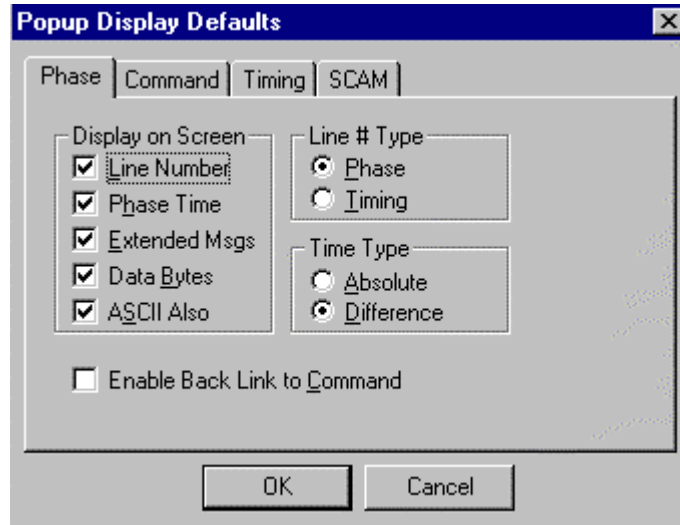 Popup Display Defaults
Phase Command Timing SCAM
Display on Screen
Line Number
Phase Time
Extended Msgs
Data Bytes
ASCII Also
Line # Type
Phase
Timing
Time Type
Absolute
Difference
Enable Back Link to Command
OK Cancel